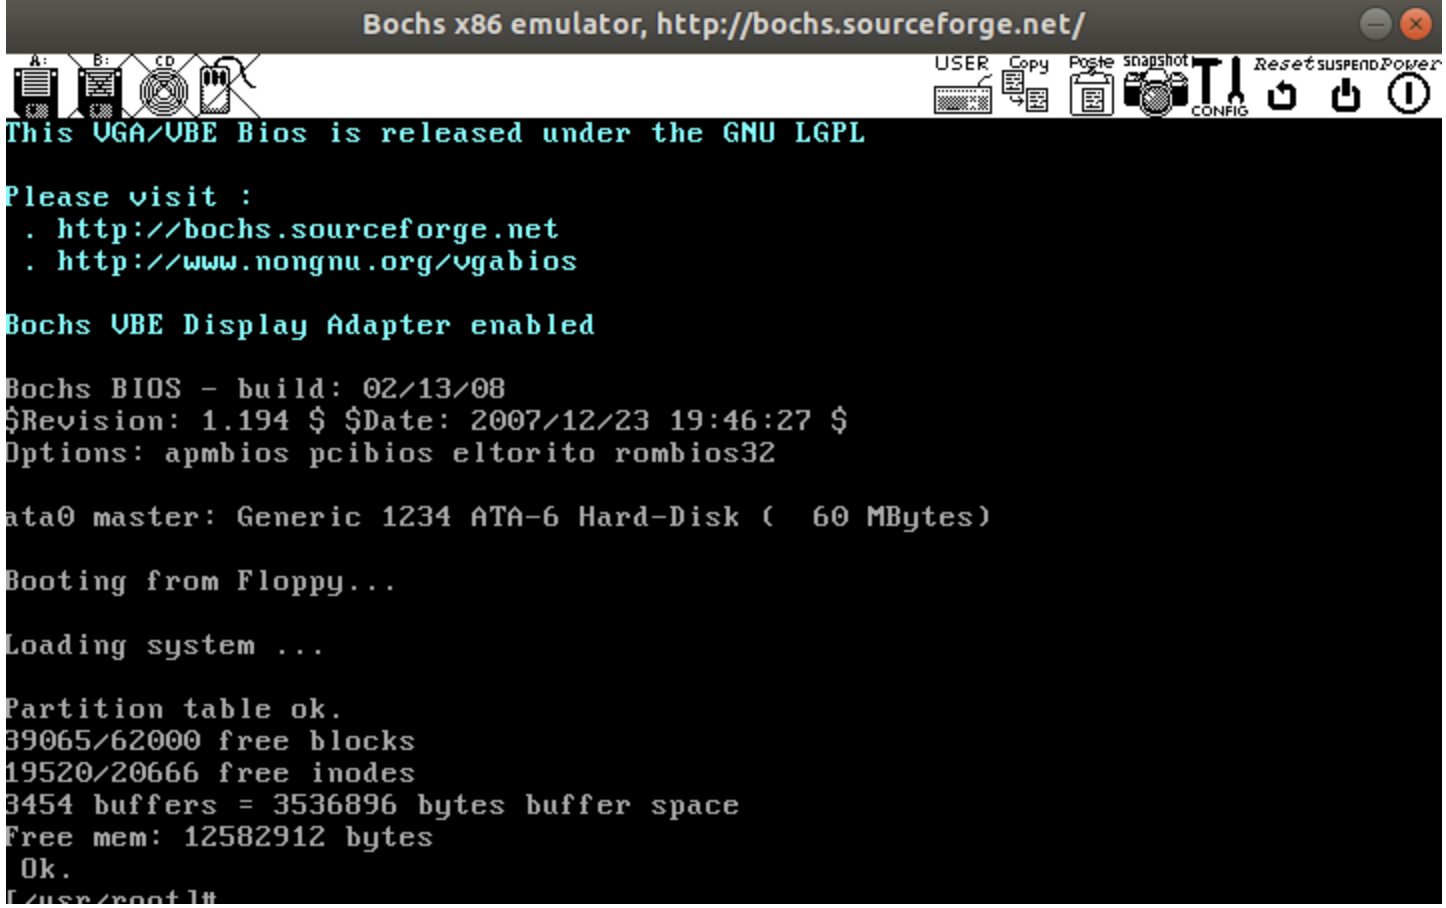 Bochs x86 emulator, http://bochs.sourceforge.net/
A: B: CD USER Copy Paste snapshot CONFIG Reset SUSPEND Power
This VGA/VBE Bios is released under the GNU LGPL
Please visit :
. http://bochs.sourceforge.net
. http://www.nongnu.org/vgabios
Bochs VBE Display Adapter enabled
Bochs BIOS - build: 02/13/08
$Revision: 1.194 $ $Date: 2007/12/23 19:46:27 $
Options: apmbios pcibios eltorito rombios32
ata0 master: Generic 1234 ATA-6 Hard-Disk (  60 MBytes)
Booting from Floppy...
Loading system ...
Partition table ok.
39065/62000 free blocks
19520/20666 free inodes
3454 buffers = 3536896 bytes buffer space
Free mem: 12582912 bytes
Ok.
[/usr/root]#